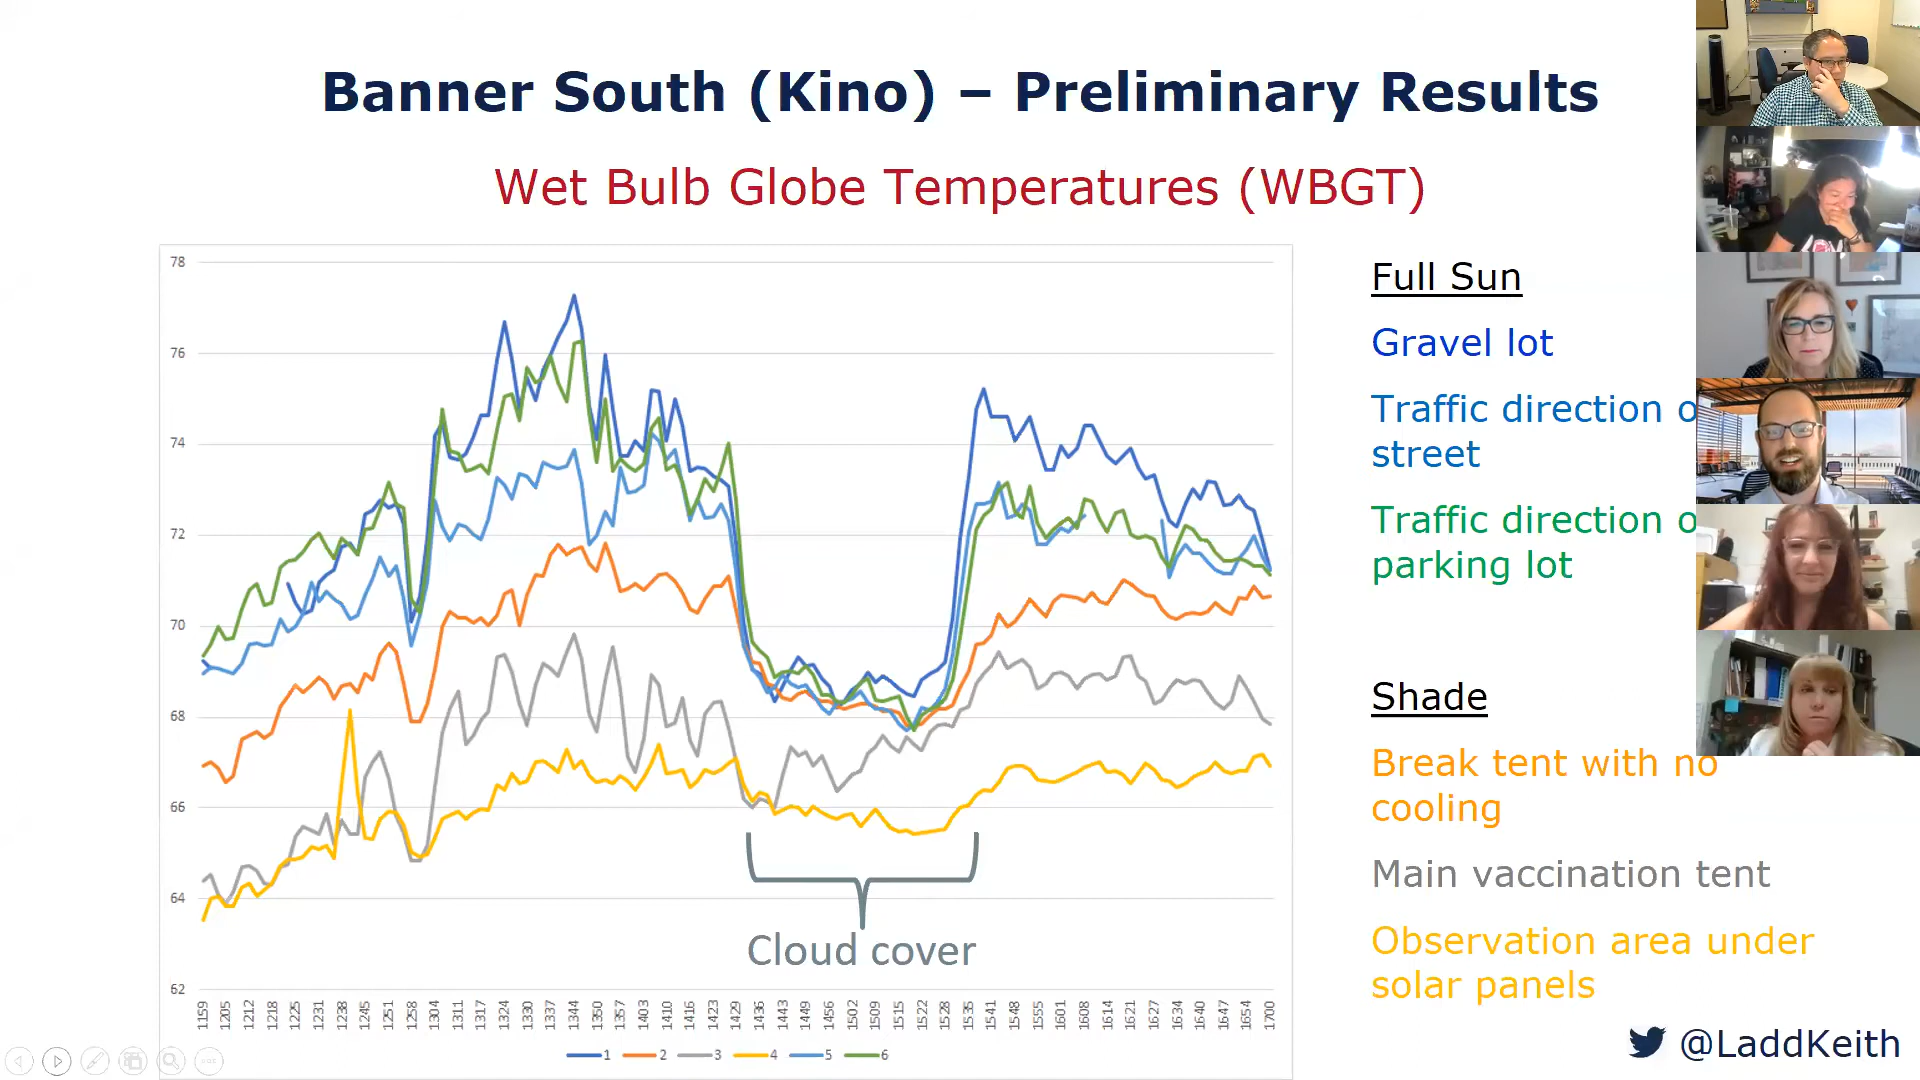 Banner South (Kino) – Preliminary Results
Wet Bulb Globe Temperatures (WBGT)
78
76
74
72
70
68
66
64
62
1159 1205 1212 1218 1225 1231 1238 1245 1251 1258 1304 1311 1317 1324 1330 1337 1344 1350 1357 1403 1410 1416 1423 1429 1436 1443 1449 1456 1502 1509 1515 1522 1528 1535 1541 1548 1555 1601 1608 1614 1621 1627 1634 1640 1647 1654 1700
Cloud cover
1 2 3 4 5 6
Full Sun
Gravel lot
Traffic direction o
street
Traffic direction o
parking lot
Shade
Break tent with no
cooling
Main vaccination tent
Observation area under
solar panels
@LaddKeith